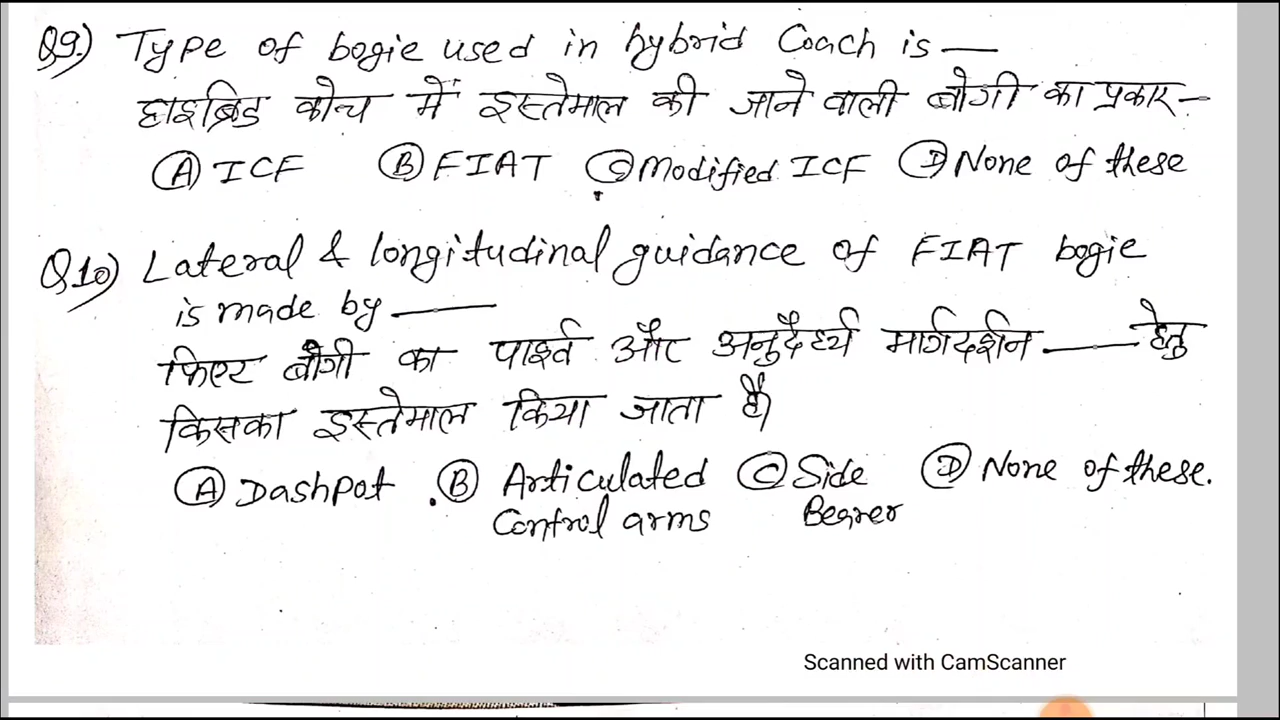 Q9.) Type of bogie used in hybrid Coach is —
हाइब्रिड कोच में इस्तेमाल की जाने वाली बोगी का प्रकार —
(A) ICF (B) FIAT (C) Modified ICF (D) None of these
Q10) Lateral & longitudinal guidance of FIAT bogie
is made by ———
फिएट बोगी का पार्श्व और अनुदैर्ध्य मार्गदर्शन ——— हेतु
किसका इस्तेमाल किया जाता है)
(A) Dashpot (B) Articulated (C) Side (D) None of these.
Control arms Bearer
Scanned with CamScanner